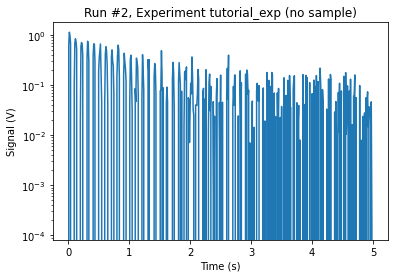 Run #2, Experiment tutorial_exp (no sample)
10⁰
10⁻¹
10⁻²
10⁻³
10⁻⁴
Signal (V)
0 1 2 3 4 5
Time (s)